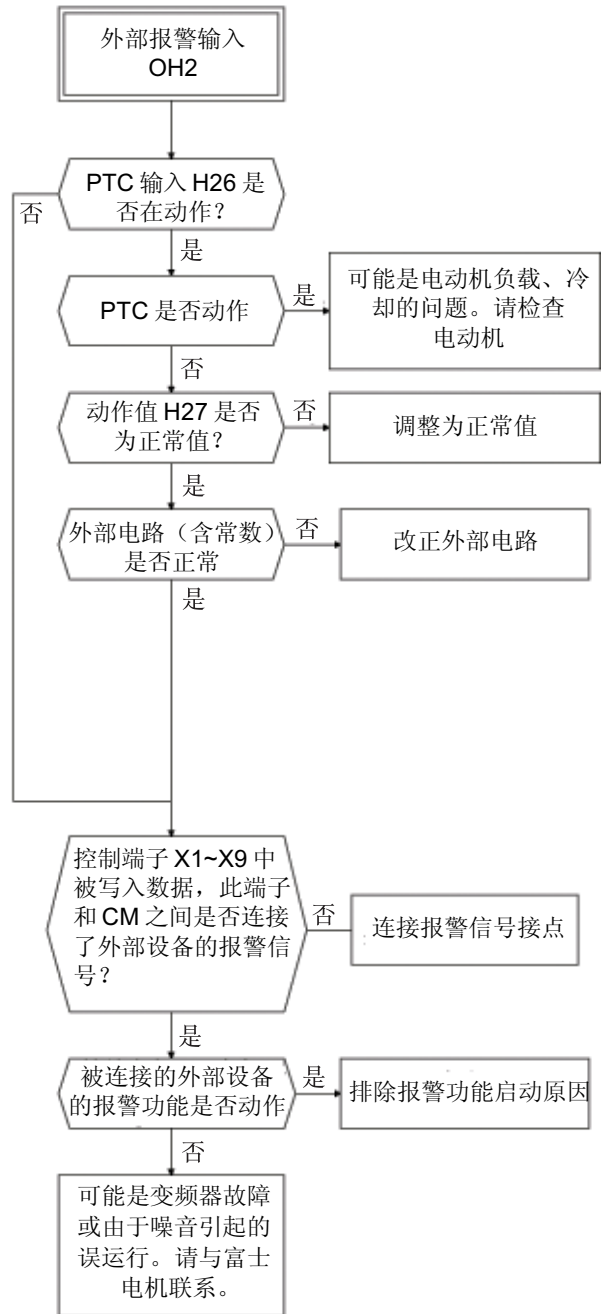 外部报警输入
OH2
PTC 输入 H26 是
否在动作？
否
是
PTC 是否动作
是
可能是电动机负载、冷
却的问题。请检查
电动机
否
动作值 H27 是否
为正常值？
否
调整为正常值
是
外部电路（含常数）
是否正常
否
改正外部电路
是
控制端子 X1~X9 中
被写入数据，此端子
和 CM 之间是否连接
了外部设备的报警信
号？
否
连接报警信号接点
是
被连接的外部设备
的报警功能是否动作
是
排除报警功能启动原因
否
可能是变频器故障
或由于噪音引起的
误运行。请与富士
电机联系。